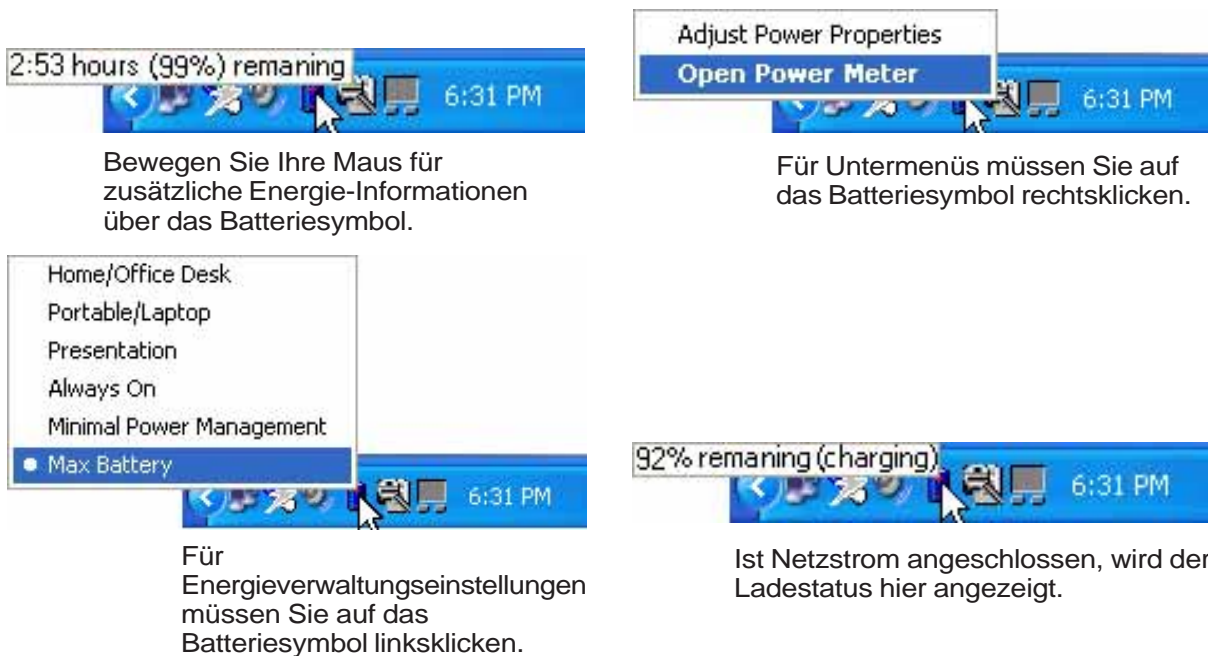 2:53 hours (99%) remaning
6:31 PM
Bewegen Sie Ihre Maus für
zusätzliche Energie-Informationen
über das Batteriesymbol.
Adjust Power Properties
Open Power Meter
6:31 PM
Für Untermenüs müssen Sie auf
das Batteriesymbol rechtsklicken.
Home/Office Desk
Portable/Laptop
Presentation
Always On
Minimal Power Management
Max Battery
6:31 PM
Für
Energieverwaltungseinstellungen
müssen Sie auf das
Batteriesymbol linksklicken.
92% remaning (charging)
6:31 PM
Ist Netzstrom angeschlossen, wird der
Ladestatus hier angezeigt.